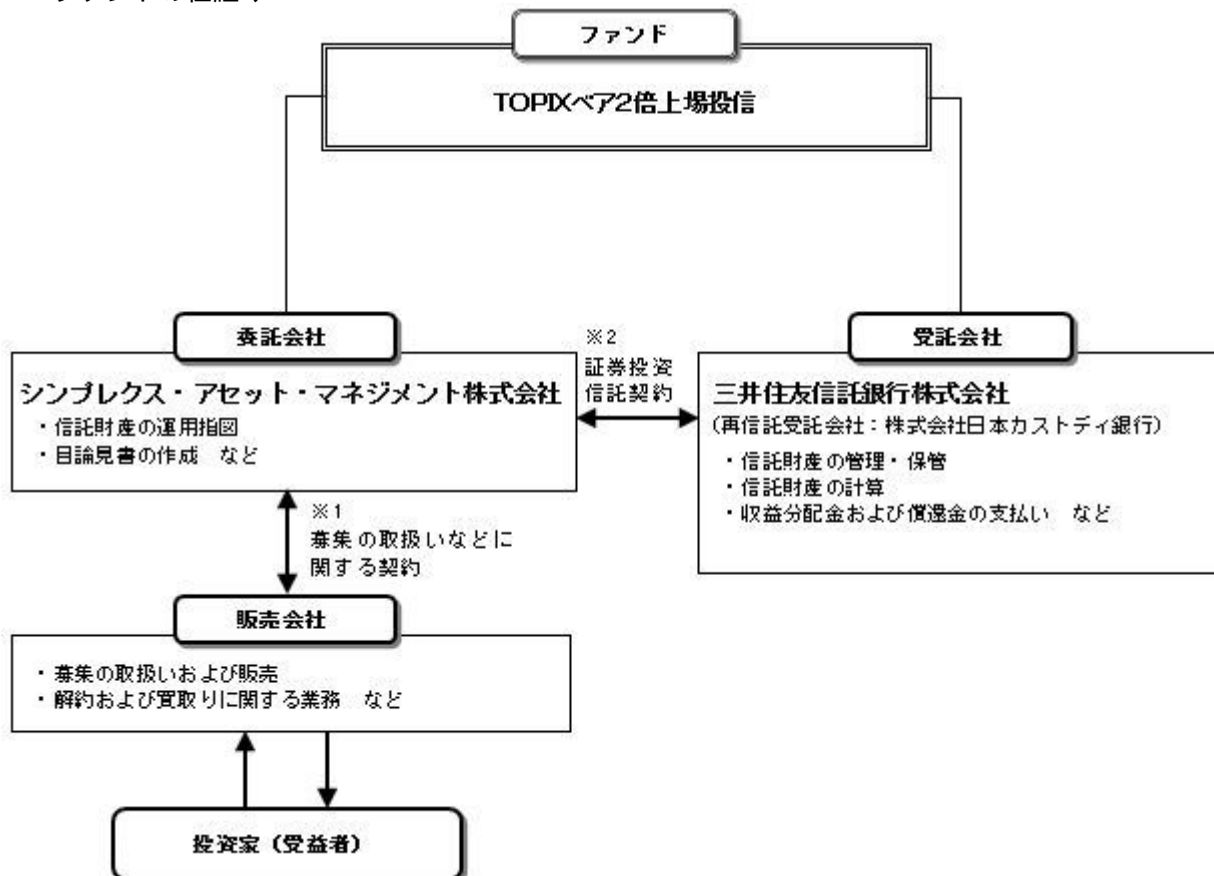 ファンド
TOPIXベア2倍上場投信
委託会社
シンプレクス・アセット・マネジメント株式会社
・信託財産の運用指図
・目論見書の作成　など
※2
証券投資
信託契約
受託会社
三井住友信託銀行株式会社
(再信託受託会社：株式会社日本カストディ銀行)
・信託財産の管理・保管
・信託財産の計算
・収益分配金および償還金の支払い　など
※1
募集の取扱いなどに
関する契約
販売会社
・募集の取扱いおよび販売
・解約および買取りに関する業務　など
投資家（受益者）